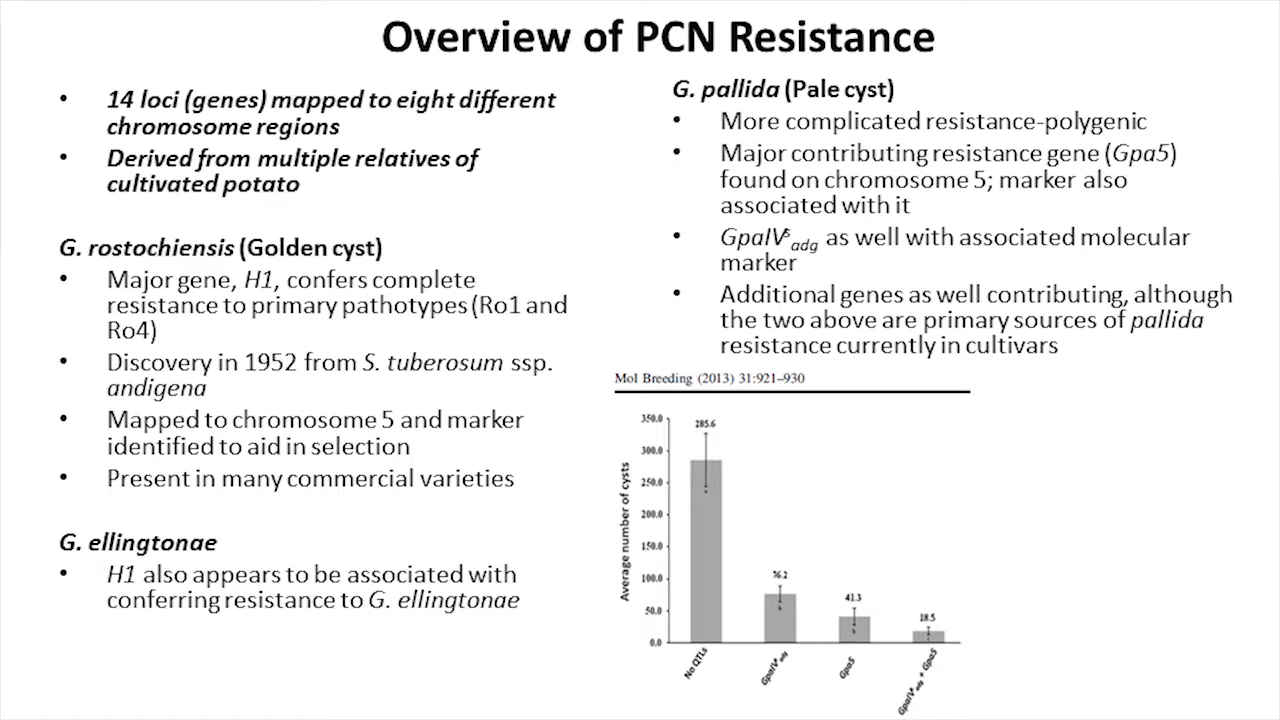 Overview of PCN Resistance
• 14 loci (genes) mapped to eight different
chromosome regions
• Derived from multiple relatives of
cultivated potato
G. rostochiensis (Golden cyst)
• Major gene, H1, confers complete
resistance to primary pathotypes (Ro1 and
Ro4)
• Discovery in 1952 from S. tuberosum ssp.
andigena
• Mapped to chromosome 5 and marker
identified to aid in selection
• Present in many commercial varieties
G. ellingtonae
• H1 also appears to be associated with
conferring resistance to G. ellingtonae
G. pallida (Pale cyst)
• More complicated resistance-polygenic
• Major contributing resistance gene (Gpa5)
found on chromosome 5; marker also
associated with it
• GpaIVsadg as well with associated molecular
marker
• Additional genes as well contributing, although
the two above are primary sources of pallida
resistance currently in cultivars
Mol Breeding (2013) 31:921–930
Average number of cysts
350.0
300.0
250.0
200.0
150.0
100.0
50.0
0.0
285.6
a
76.2
b
41.3
b
18.5
No QTLs
GpaIVsadg
Gpa5
GpaIVsadg + Gpa5